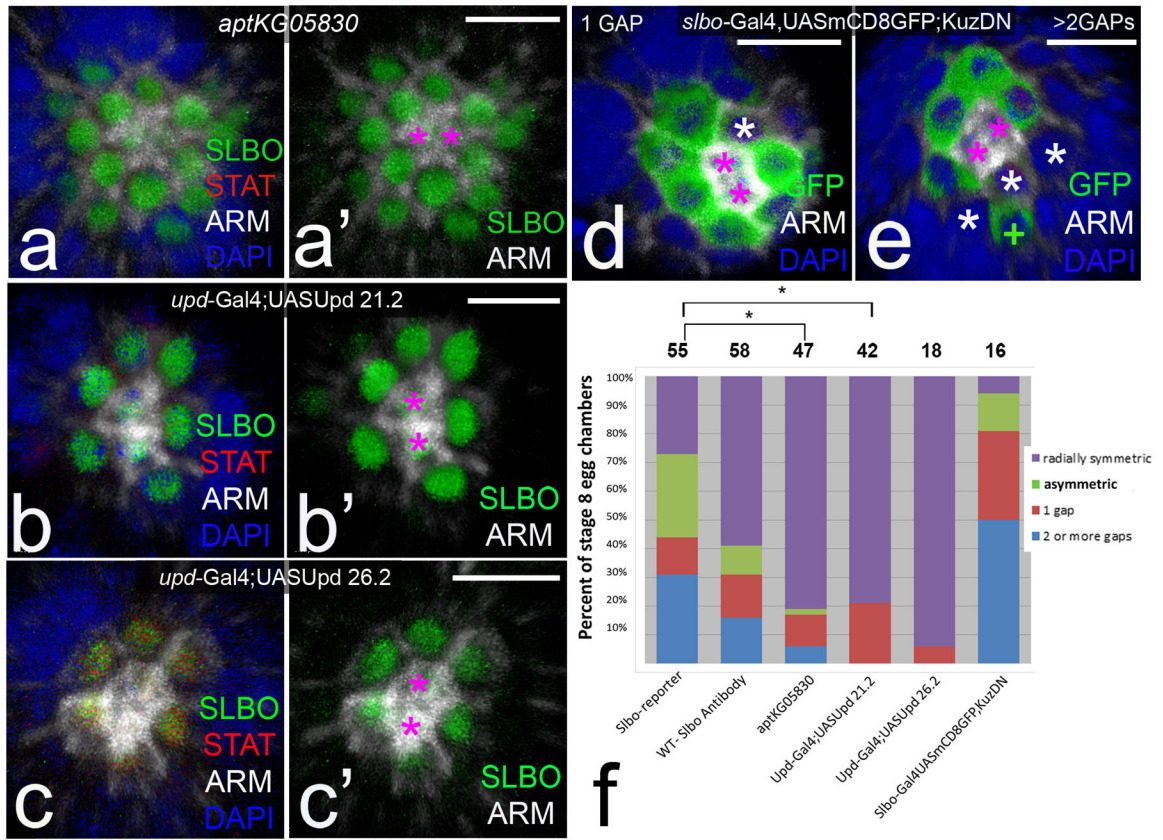 aptKG05830
a
SLBO
STAT
ARM
DAPI
a’
* *
SLBO
ARM
upd-Gal4;UASUpd 21.2
b
SLBO
STAT
ARM
DAPI
b’
*
*
SLBO
ARM
upd-Gal4;UASUpd 26.2
c
SLBO
STAT
ARM
DAPI
c’
*
*
SLBO
ARM
1 GAP slbo-Gal4,UASmCD8GFP;KuzDN >2GAPs
d
*
*
*
GFP
ARM
DAPI
e
*
*
*
*
*
+
GFP
ARM
DAPI
f
*
*
55 58 47 42 18 16
Percent of stage 8 egg chambers
100%
90%
80%
70%
60%
50%
40%
30%
20%
10%
Slbo-reporter
WT- Slbo Antibody
aptKG05830
Upd-Gal4;UASUpd 21.2
Upd-Gal4;UASUpd 26.2
Slbo-Gal4UASmCD8GFP;KuzDN
radially symmetric
asymmetric
1 gap
2 or more gaps